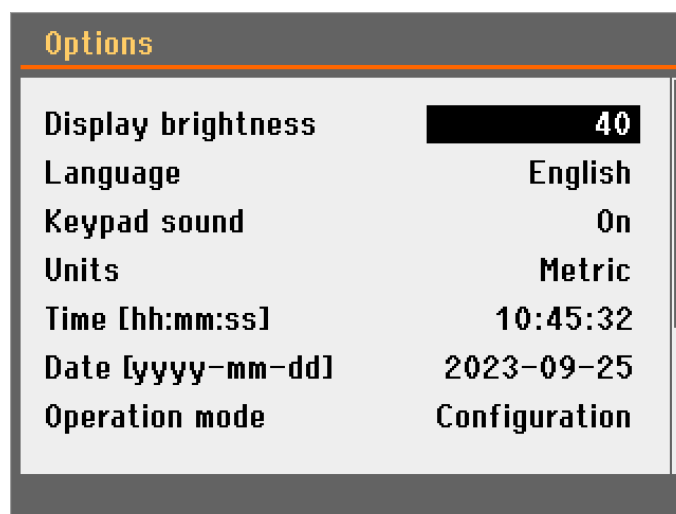 Options
Display brightness 40
Language English
Keypad sound On
Units Metric
Time [hh:mm:ss] 10:45:32
Date [yyyy-mm-dd] 2023-09-25
Operation mode Configuration